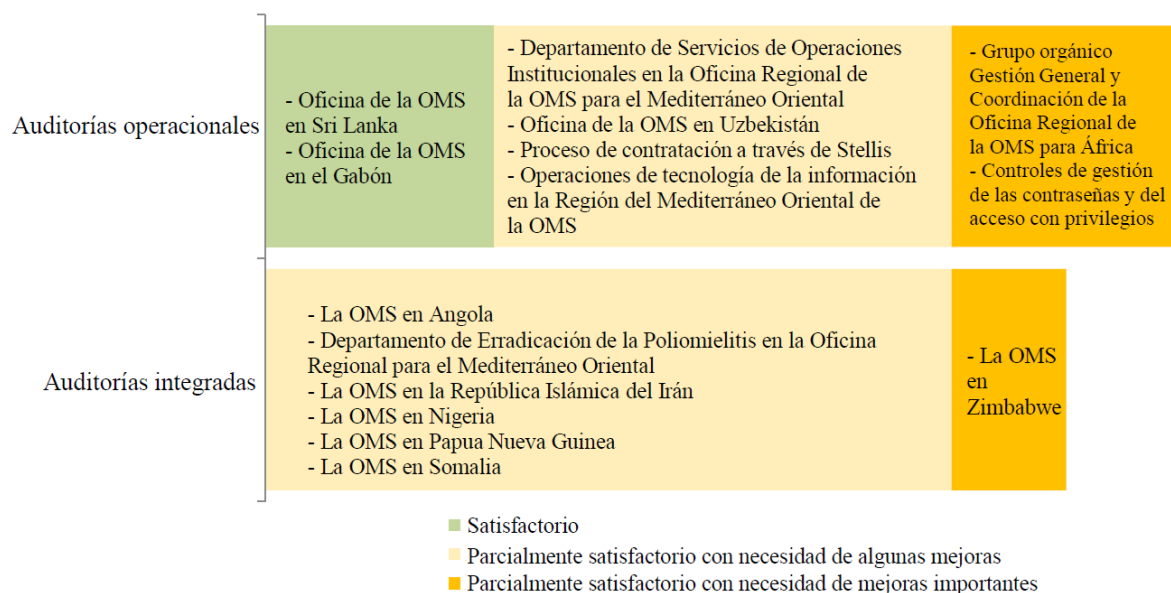 Auditorías operacionales
- Oficina de la OMS
en Sri Lanka
- Oficina de la OMS
en el Gabón
- Departamento de Servicios de Operaciones
Institucionales en la Oficina Regional de
la OMS para el Mediterráneo Oriental
- Oficina de la OMS en Uzbekistán
- Proceso de contratación a través de Stellis
- Operaciones de tecnología de la información
en la Región del Mediterráneo Oriental de
la OMS
- Grupo orgánico
Gestión General y
Coordinación de la
Oficina Regional de
la OMS para África
- Controles de gestión
de las contraseñas y del
acceso con privilegios
Auditorías integradas
- La OMS en Angola
- Departamento de Erradicación de la Poliomielitis en la Oficina
Regional para el Mediterráneo Oriental
- La OMS en la República Islámica del Irán
- La OMS en Nigeria
- La OMS en Papua Nueva Guinea
- La OMS en Somalia
- La OMS
en
Zimbabwe
Satisfactorio
Parcialmente satisfactorio con necesidad de algunas mejoras
Parcialmente satisfactorio con necesidad de mejoras importantes